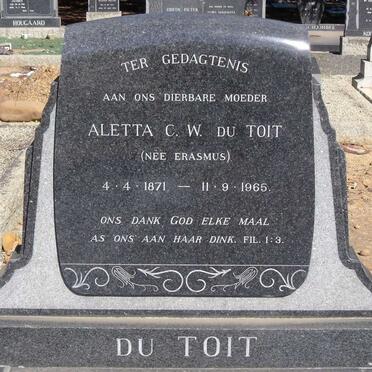 HOUGAARD
TER GEDAGTENIS
AAN ONS DIERBARE MOEDER
ALETTA C. W. DU TOIT
(NEE ERASMUS)
4 · 4 · 1871 — 11 · 9 · 1965.
ONS DANK GOD ELKE MAAL
AS ONS AAN HAAR DINK. FIL. 1:3.
DU TOIT